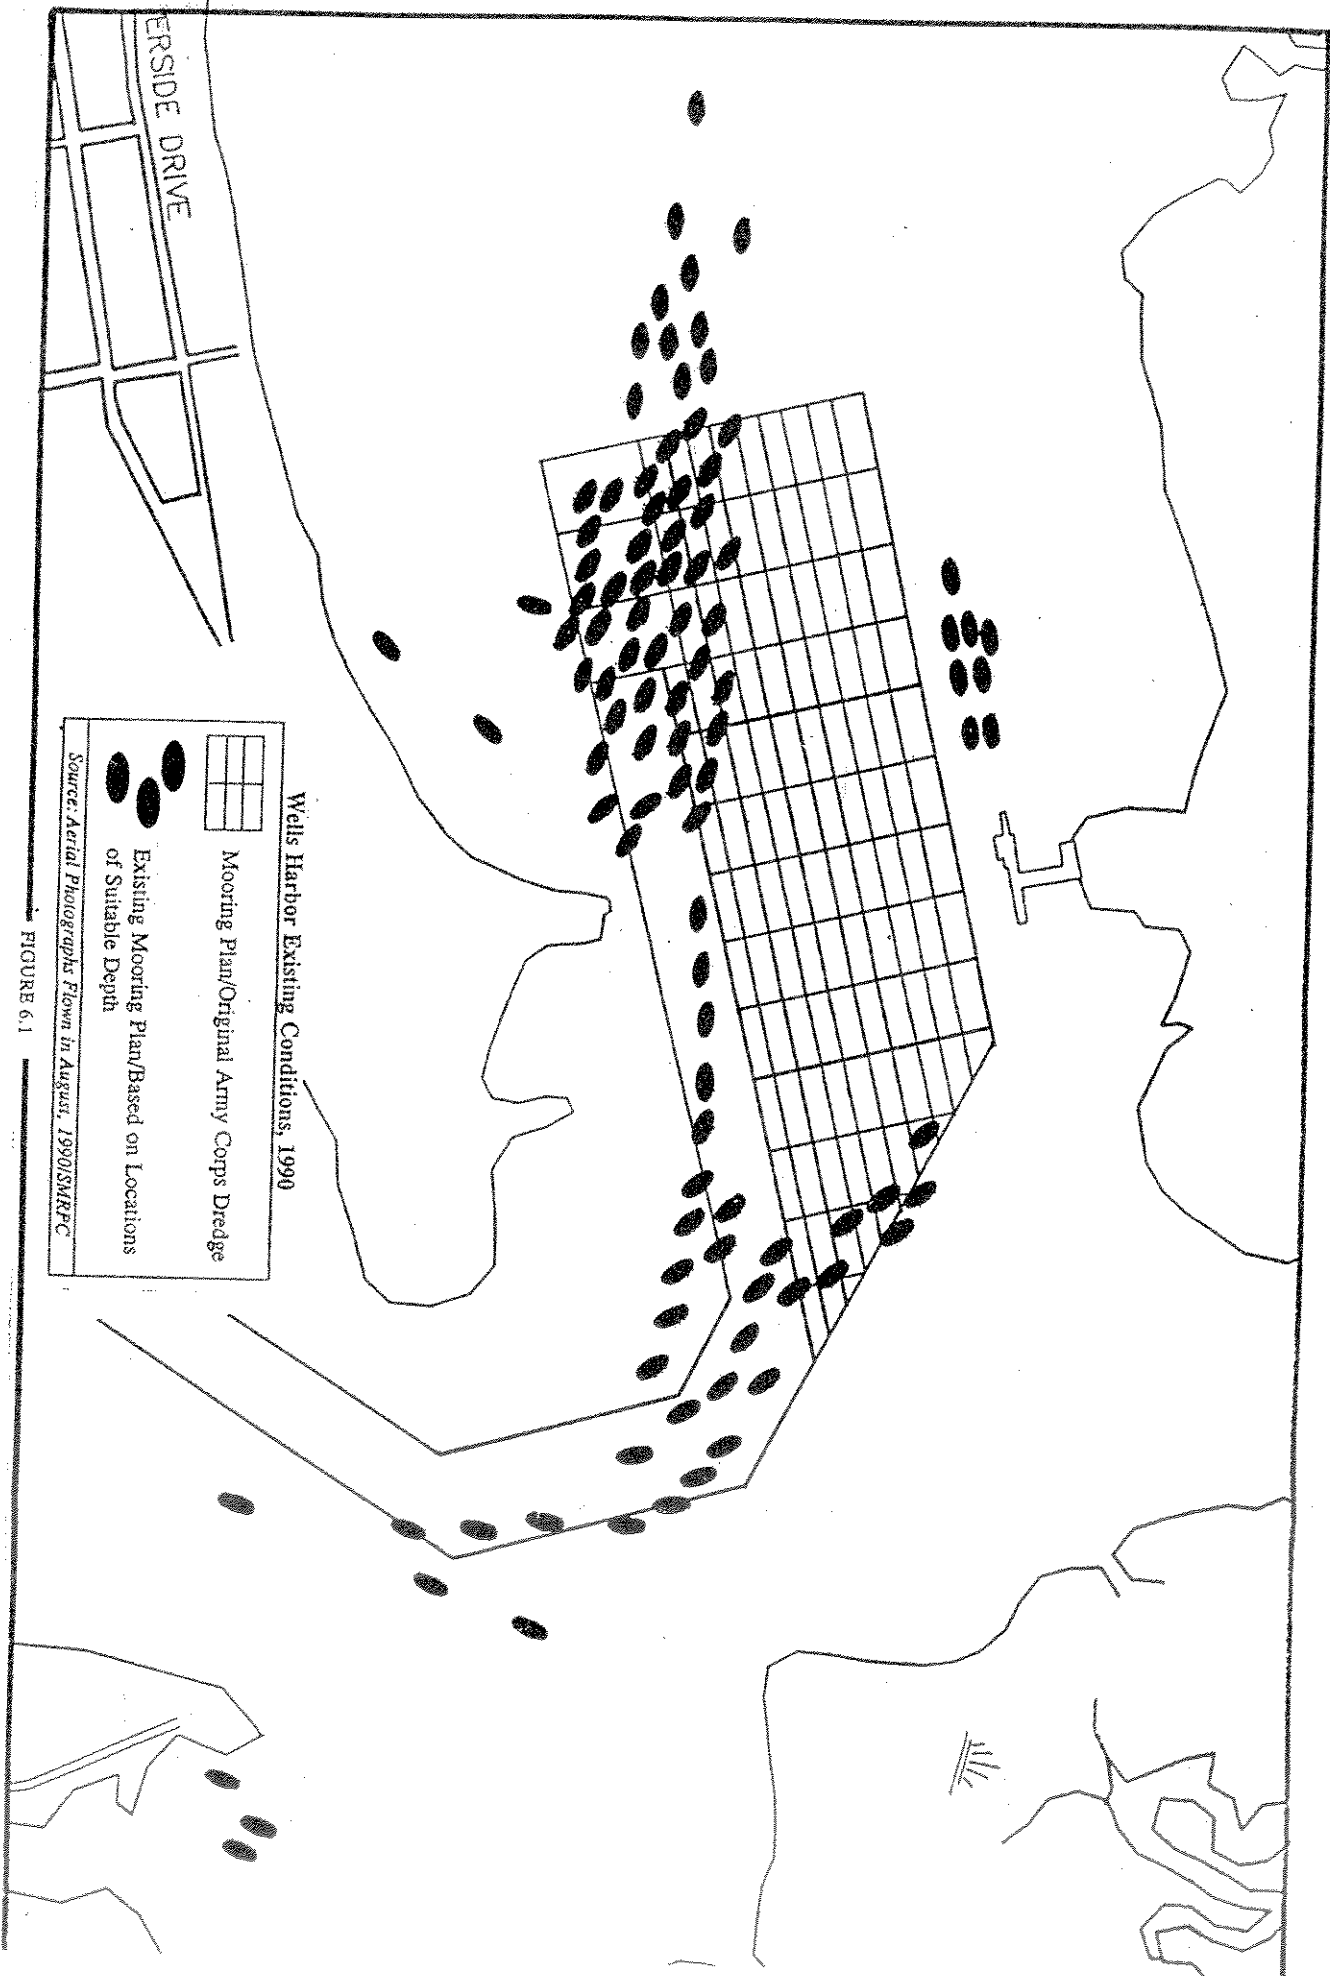 ERSIDE DRIVE
Wells Harbor Existing Conditions, 1990
Mooring Plan/Original Army Corps Dredge
Existing Mooring Plan/Based on Locations
of Suitable Depth
Source: Aerial Photographs Flown in August, 1990/SMRPC
FIGURE 6.1